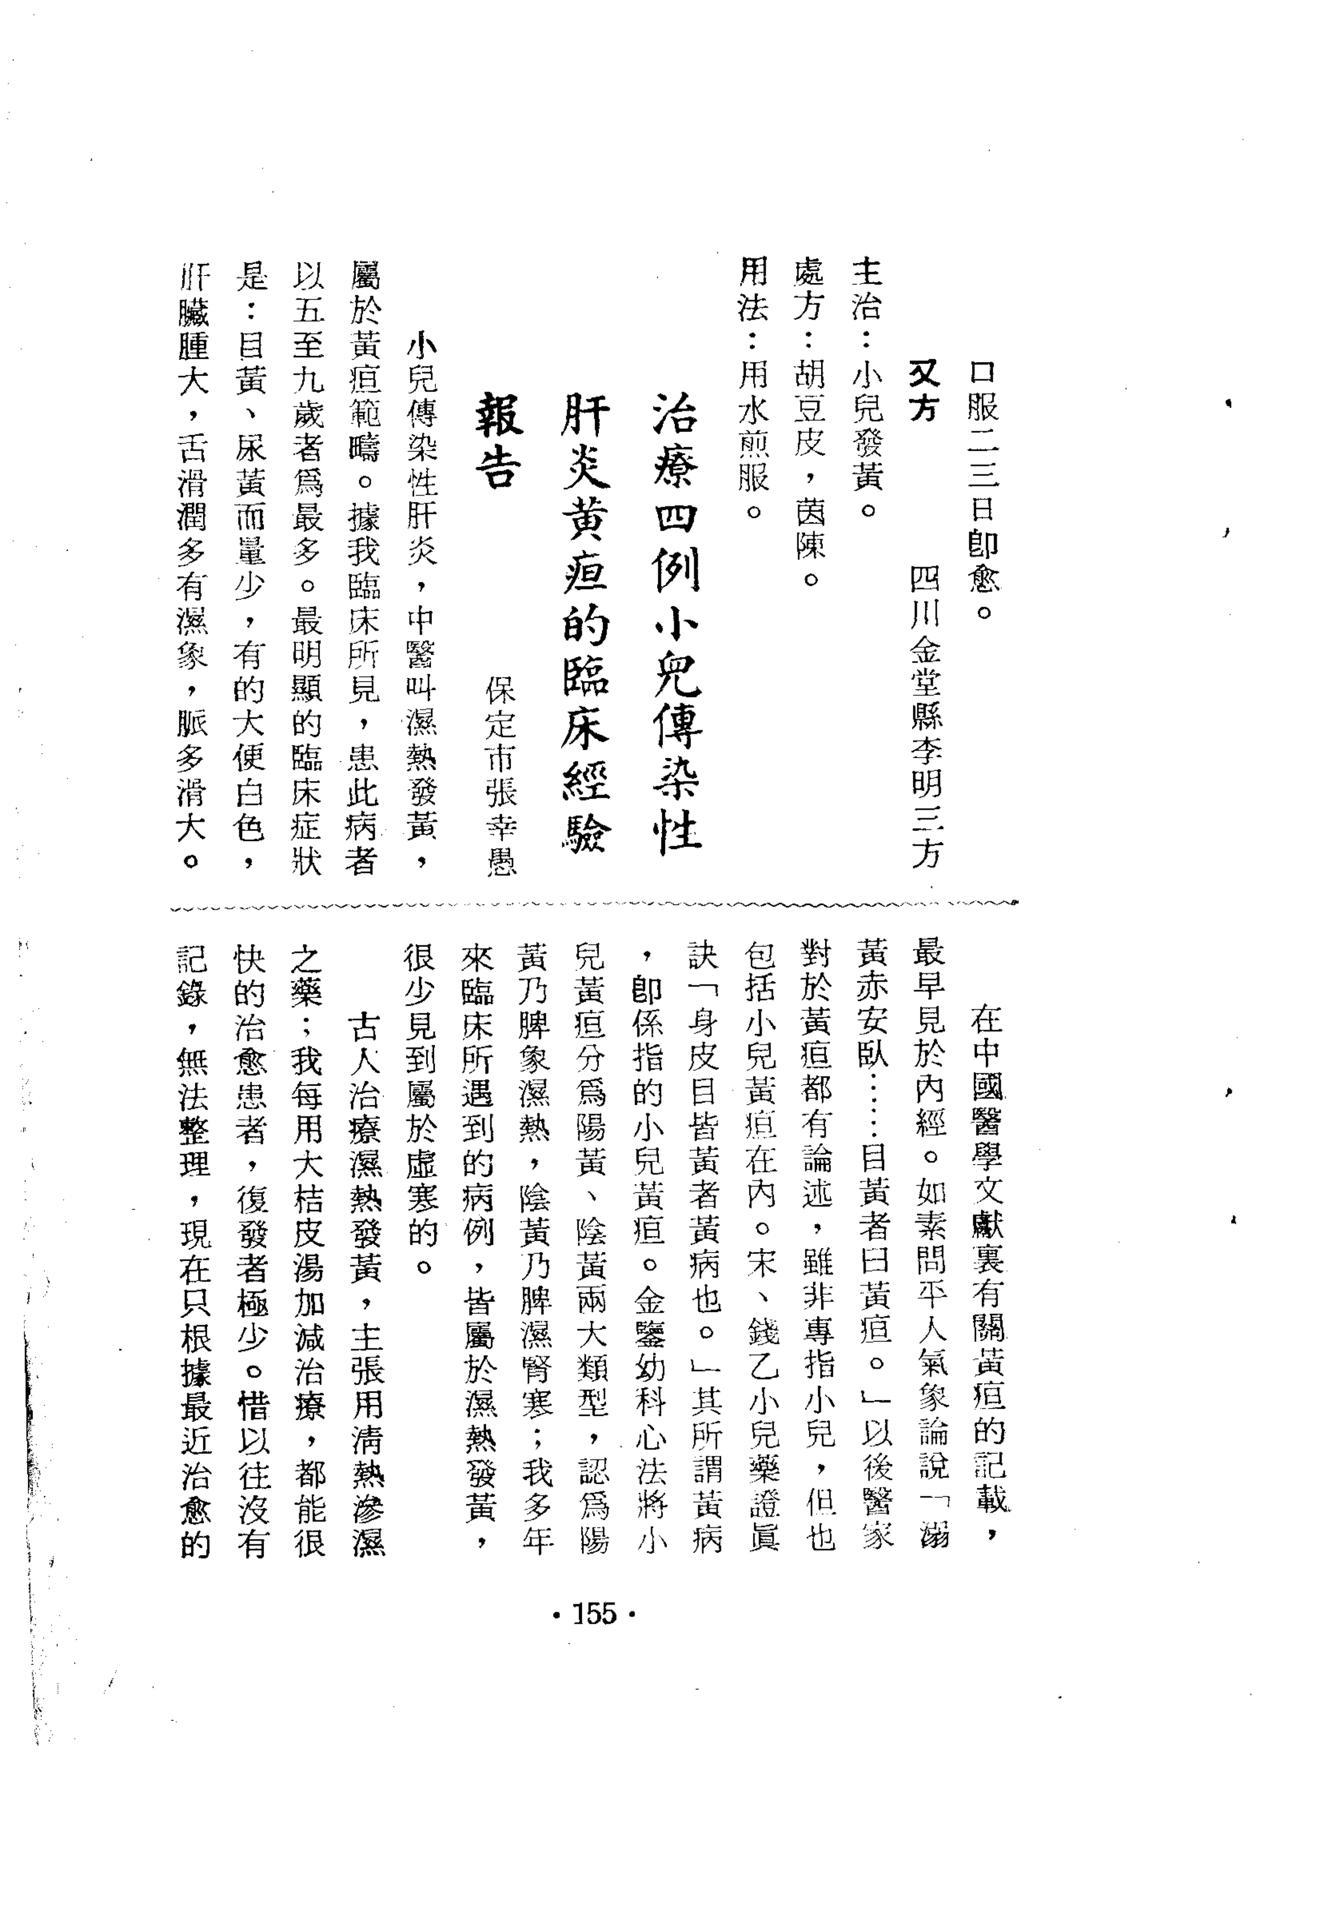 口服二三日卽愈。
又方　四川金堂縣李明三方
主治：小兒發黃。
處方：胡豆皮，茵陳。
用法：用水煎服。
治療四例小兒傳染性
肝炎黃疸的臨床經驗
報告　保定市張幸愚
小兒傳染性肝炎，中醫叫濕熱發黃，
屬於黃疸範疇。據我臨床所見，患此病者
以五至九歲者爲最多。最明顯的臨床症狀
是：目黃、尿黃而量少，有的大便白色，
肝臟腫大，舌滑潤多有濕象，脈多滑大。
在中國醫學文獻裏有關黃疸的記載，
最早見於內經。如素問平人氣象論說「溺
黃赤安臥……目黃者曰黃疸。」以後醫家
對於黃疸都有論述，雖非專指小兒，但也
包括小兒黃疸在內。宋、錢乙小兒藥證眞
訣「身皮目皆黃者黃病也。」其所謂黃病
，卽係指的小兒黃疸。金鑒幼科心法將小
兒黃疸分爲陽黃、陰黃兩大類型，認爲陽
黃乃脾象濕熱，陰黃乃脾濕腎寒；我多年
來臨床所遇到的病例，皆屬於濕熱發黃，
很少見到屬於虛寒的。
古人治療濕熱發黃，主張用淸熱滲濕
之藥；我每用大桔皮湯加減治療，都能很
快的治愈患者，復發者極少。惜以往沒有
記錄，無法整理，現在只根據最近治愈的
·155·